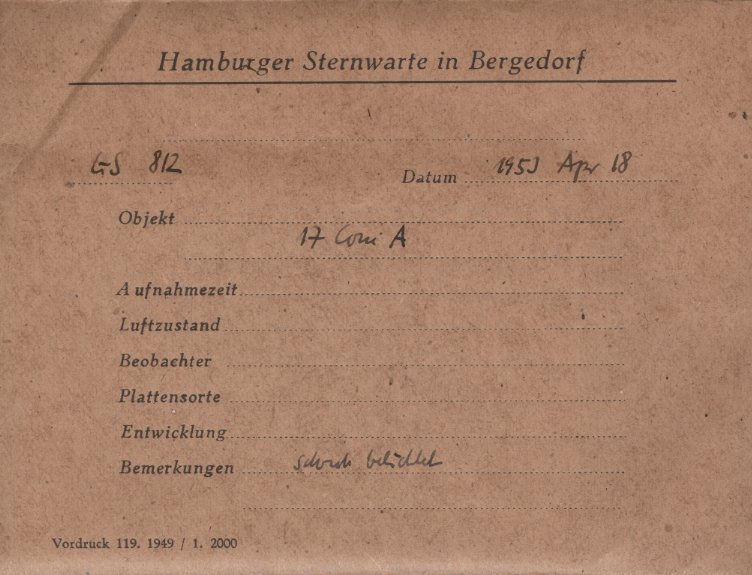 Hamburger Sternwarte in Bergedorf
GS 812
Datum 1953 Apr 18
Objekt
17 Com A
Aufnahmezeit
Luftzustand
Beobachter
Plattensorte
Entwicklung
Bemerkungen schwach belichtet
Vordruck 119. 1949 / 1. 2000